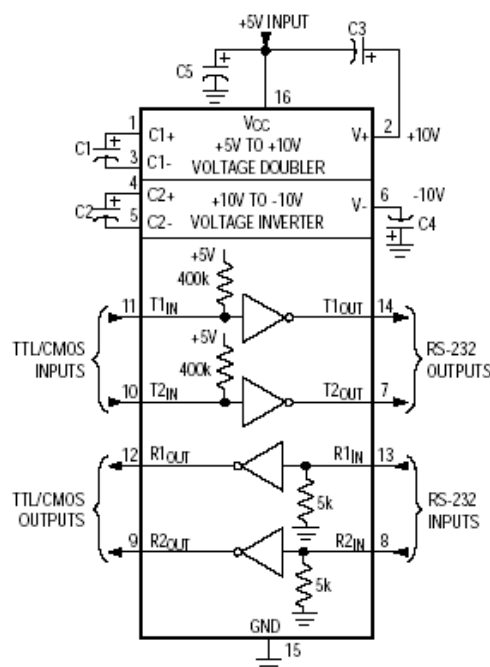 +5V INPUT
C3
+
C5
+
16
1
C1+
VCC
V+
2
+10V
C1
+
+5V TO +10V
3
C1-
VOLTAGE DOUBLER
4
C2+
+10V TO -10V
V-
6
-10V
C2
+
5
C2-
VOLTAGE INVERTER
+
C4
+5V
400k
11
T1IN
T1OUT
14
TTL/CMOS
INPUTS
+5V
400k
RS-232
OUTPUTS
10
T2IN
T2OUT
7
12
R1OUT
R1IN
13
TTL/CMOS
OUTPUTS
5k
RS-232
INPUTS
9
R2OUT
R2IN
8
5k
GND
15